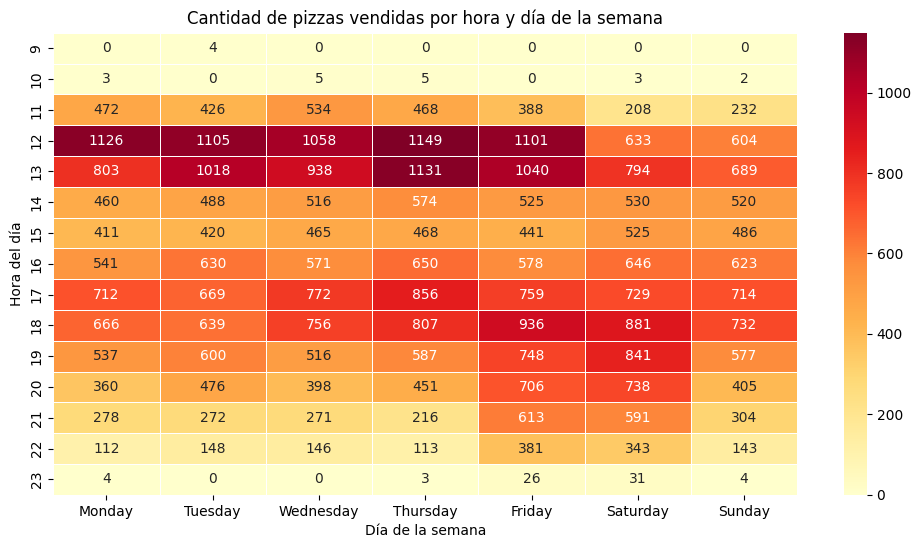 Cantidad de pizzas vendidas por hora y día de la semana
Hora del día
9 0 4 0 0 0 0 0
10 3 0 5 5 0 3 2
11 472 426 534 468 388 208 232
12 1126 1105 1058 1149 1101 633 604
13 803 1018 938 1131 1040 794 689
14 460 488 516 574 525 530 520
15 411 420 465 468 441 525 486
16 541 630 571 650 578 646 623
17 712 669 772 856 759 729 714
18 666 639 756 807 936 881 732
19 537 600 516 587 748 841 577
20 360 476 398 451 706 738 405
21 278 272 271 216 613 591 304
22 112 148 146 113 381 343 143
23 4 0 0 3 26 31 4
Monday Tuesday Wednesday Thursday Friday Saturday Sunday
Día de la semana
1000
800
600
400
200
0